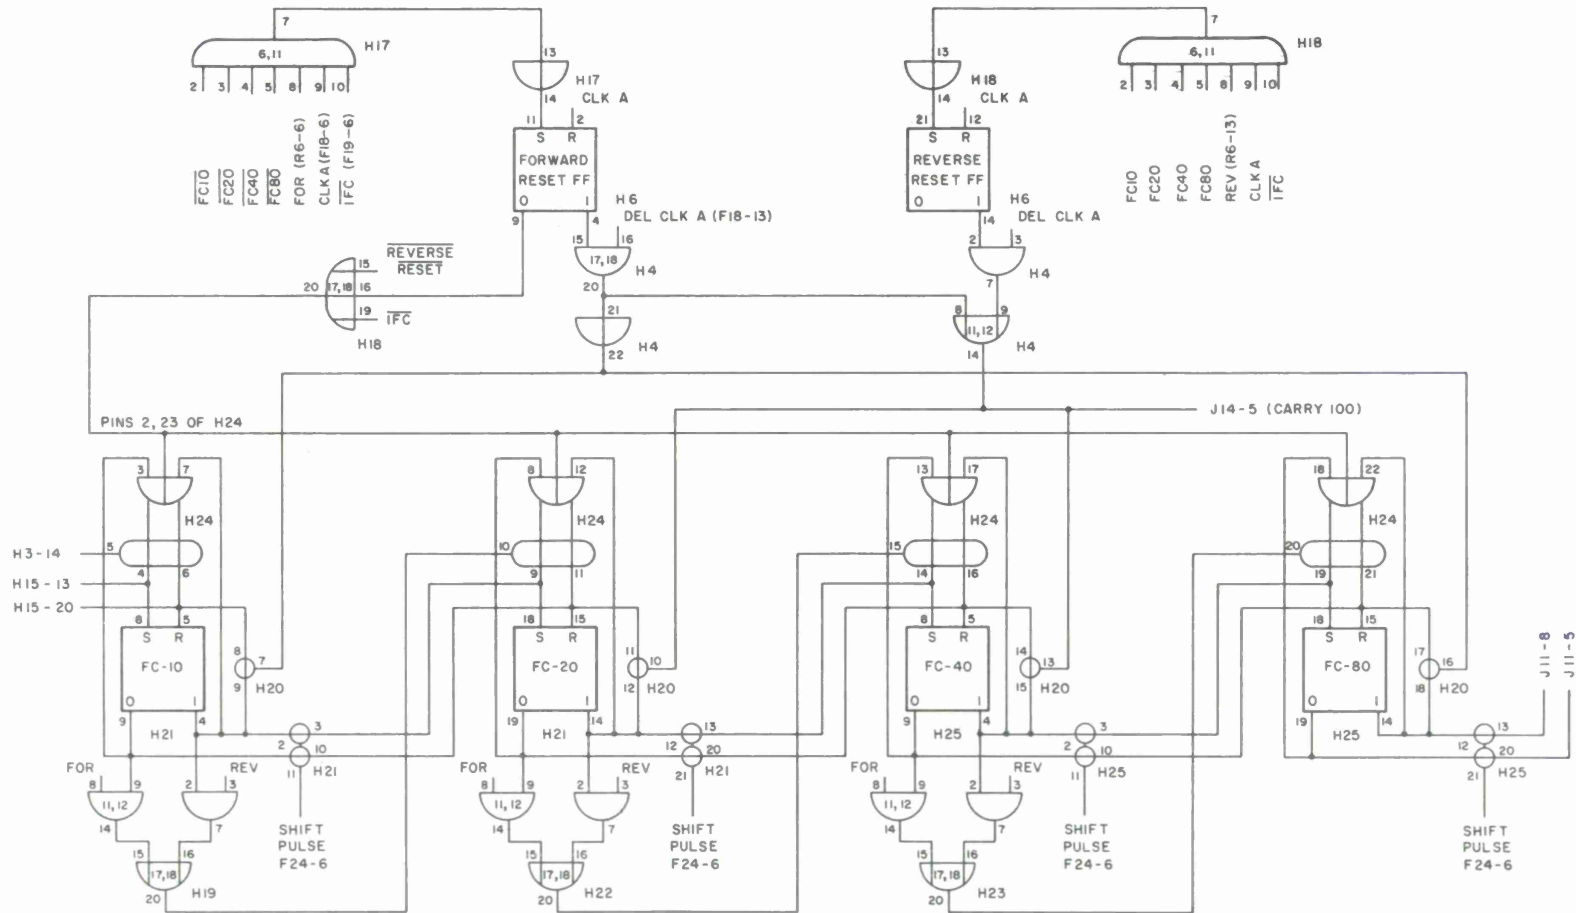 7
H17
6,11
2 3 4 5 8 9 10
FC10
FC20
FC40
FC80
FOR (R6-6)
CLKA(F18-6)
IFC (F19-6)
13
H17
14 CLK A
11 2
S R
FORWARD
RESET FF
0 1
9 4
H6
DEL CLK A (F18-13)
15 16
17,18
H4
20
21
H4
22
7
H18
6,11
2 3 4 5 8 9 10
FC10
FC20
FC40
FC80
REV (R6-13)
CLK A
IFC
13
H18
14 CLK A
21 12
S R
REVERSE
RESET FF
0 1
14
H6
DEL CLK A
2 3
H4
7
8 9
11,12
H4
14
REVERSE
RESET
15
20 17,18 16
19
IFC
H18
J14-5 (CARRY 100)
PINS 2, 23 OF H24
3 7
H24
5
4 6
H3-14
H15-13
H15-20
8 5
S R
FC-10
0 1
9 4
8 7
9 H20
H21
3
2 10
11 H21
FOR REV
8 9 2 3
11,12
14 7
15 16
17,18
H19
20
SHIFT
PULSE
F24-6
8 12
H24
10
9 11
18 15
S R
FC-20
0 1
19 14
11 10
12 H20
H21
13
12 20
21 H21
FOR REV
8 9 2 3
11,12
14 7
15 16
17,18
H22
20
SHIFT
PULSE
F24-6
13 17
H24
15
14 16
8 5
S R
FC-40
0 1
9 4
14 13
15 H20
H25
3
2 10
11 H25
FOR REV
8 9 2 3
11,12
14 7
15 16
17,18
H23
20
SHIFT
PULSE
F24-6
18 22
H24
20
19 21
18 15
S R
FC-80
0 1
19 14
17 16
18 H20
H25
13
12 20
21 H25
SHIFT
PULSE
F24-6
J11-8
J11-5